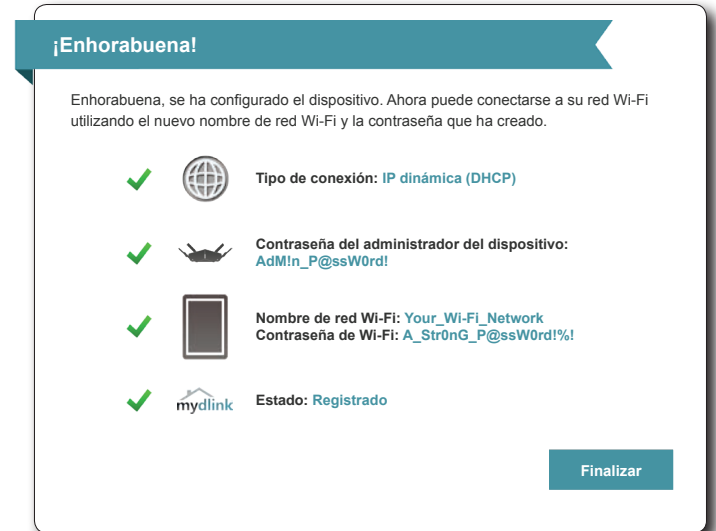 ¡Enhorabuena!
Enhorabuena, se ha configurado el dispositivo. Ahora puede conectarse a su red Wi-Fi
utilizando el nuevo nombre de red Wi-Fi y la contraseña que ha creado.
Tipo de conexión: IP dinámica (DHCP)
Contraseña del administrador del dispositivo:
AdM!n_P@ssW0rd!
Nombre de red Wi-Fi: Your_Wi-Fi_Network
Contraseña de Wi-Fi: A_Str0nG_P@ssW0rd!%!
mydlink
Estado: Registrado
Finalizar